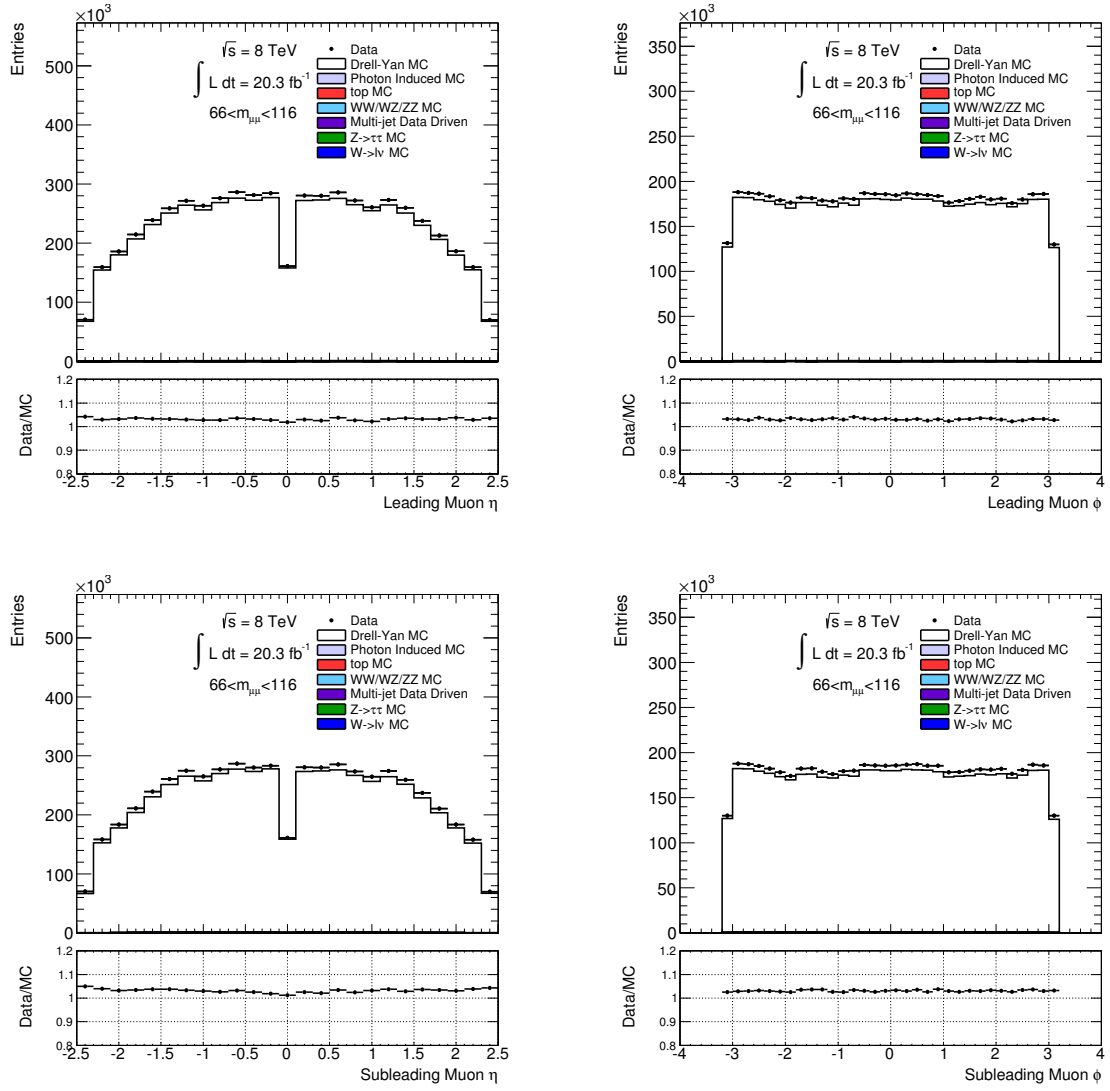 ×10³
Entries
√s = 8 TeV
∫ L dt = 20.3 fb⁻¹
66<m_μμ<116
Data
Drell-Yan MC
Photon Induced MC
top MC
WW/WZ/ZZ MC
Multi-jet Data Driven
Z->ττ MC
W->lν MC
500
400
300
200
100
0
Data/MC
1.2
1.1
1
0.9
0.8
-2.5 -2 -1.5 -1 -0.5 0 0.5 1 1.5 2 2.5
Leading Muon η
×10³
Entries
√s = 8 TeV
∫ L dt = 20.3 fb⁻¹
66<m_μμ<116
Data
Drell-Yan MC
Photon Induced MC
top MC
WW/WZ/ZZ MC
Multi-jet Data Driven
Z->ττ MC
W->lν MC
350
300
250
200
150
100
50
0
Data/MC
1.2
1.1
1
0.9
0.8
-4 -3 -2 -1 0 1 2 3 4
Leading Muon ϕ
×10³
Entries
√s = 8 TeV
∫ L dt = 20.3 fb⁻¹
66<m_μμ<116
Data
Drell-Yan MC
Photon Induced MC
top MC
WW/WZ/ZZ MC
Multi-jet Data Driven
Z->ττ MC
W->lν MC
500
400
300
200
100
0
Data/MC
1.2
1.1
1
0.9
0.8
-2.5 -2 -1.5 -1 -0.5 0 0.5 1 1.5 2 2.5
Subleading Muon η
×10³
Entries
√s = 8 TeV
∫ L dt = 20.3 fb⁻¹
66<m_μμ<116
Data
Drell-Yan MC
Photon Induced MC
top MC
WW/WZ/ZZ MC
Multi-jet Data Driven
Z->ττ MC
W->lν MC
350
300
250
200
150
100
50
0
Data/MC
1.2
1.1
1
0.9
0.8
-4 -3 -2 -1 0 1 2 3 4
Subleading Muon ϕ